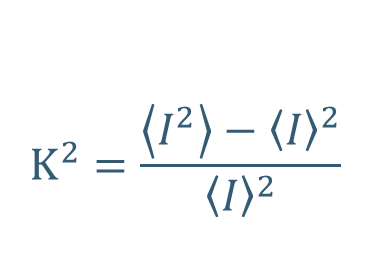 K² = (⟨I²⟩ − ⟨I⟩²) / ⟨I⟩²